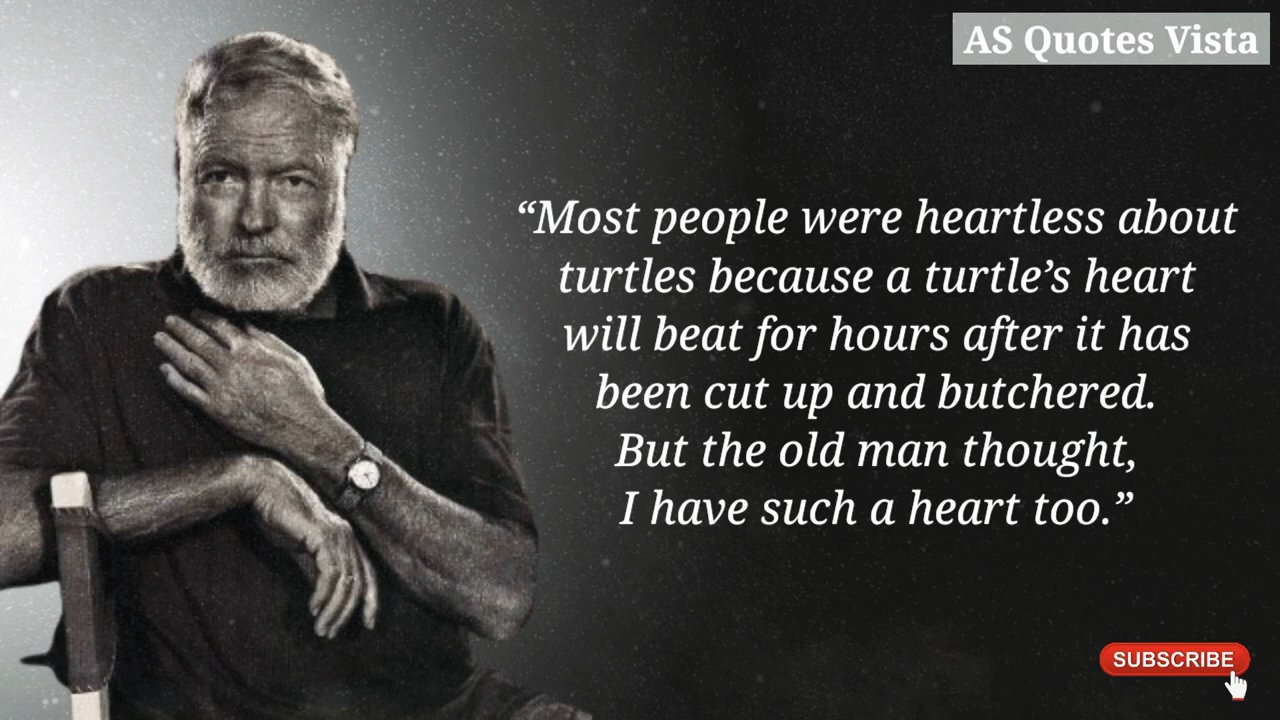 AS Quotes Vista
“Most people were heartless about
turtles because a turtle’s heart
will beat for hours after it has
been cut up and butchered.
But the old man thought,
I have such a heart too.”
SUBSCRIBE